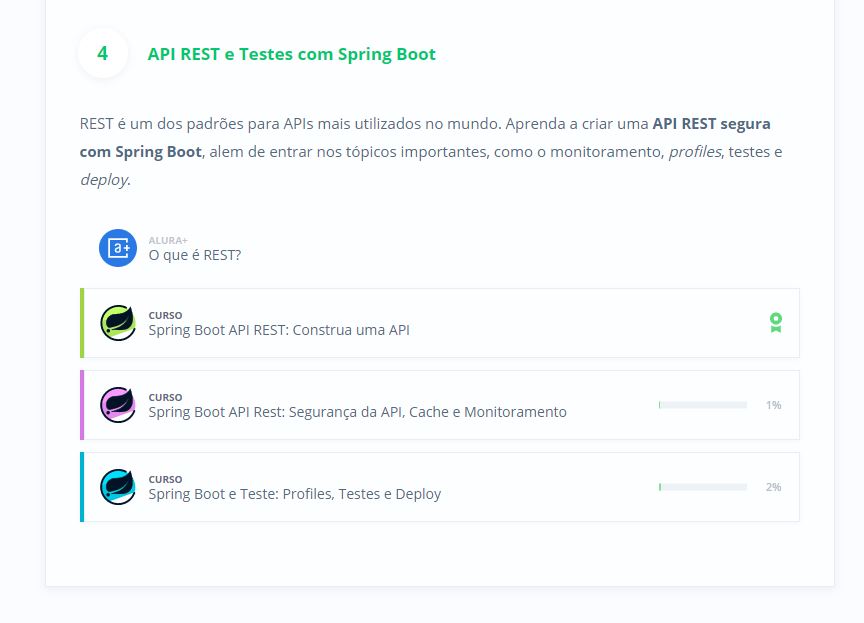 4
API REST e Testes com Spring Boot
REST é um dos padrões para APIs mais utilizados no mundo. Aprenda a criar uma API REST segura
com Spring Boot, alem de entrar nos tópicos importantes, como o monitoramento, profiles, testes e
deploy.
a+
ALURA+
O que é REST?
CURSO
Spring Boot API REST: Construa uma API
CURSO
Spring Boot API Rest: Segurança da API, Cache e Monitoramento
1%
CURSO
Spring Boot e Teste: Profiles, Testes e Deploy
2%